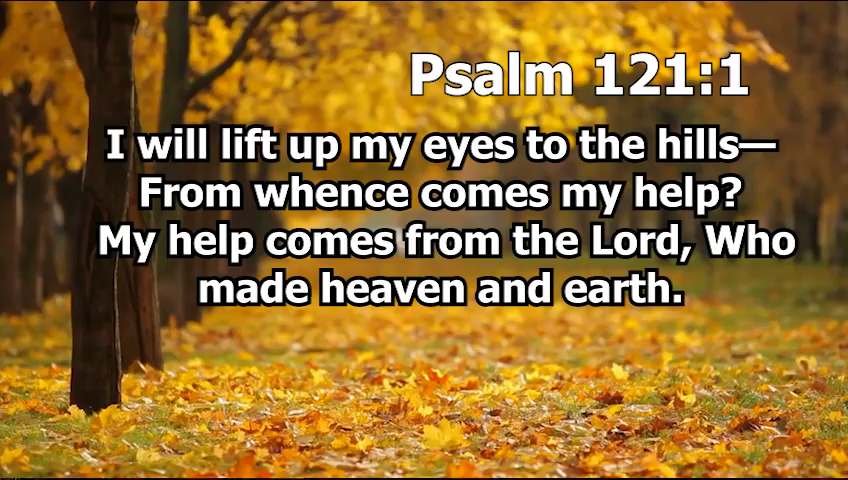 Psalm 121:1
I will lift up my eyes to the hills—
From whence comes my help?
My help comes from the Lord, Who
made heaven and earth.